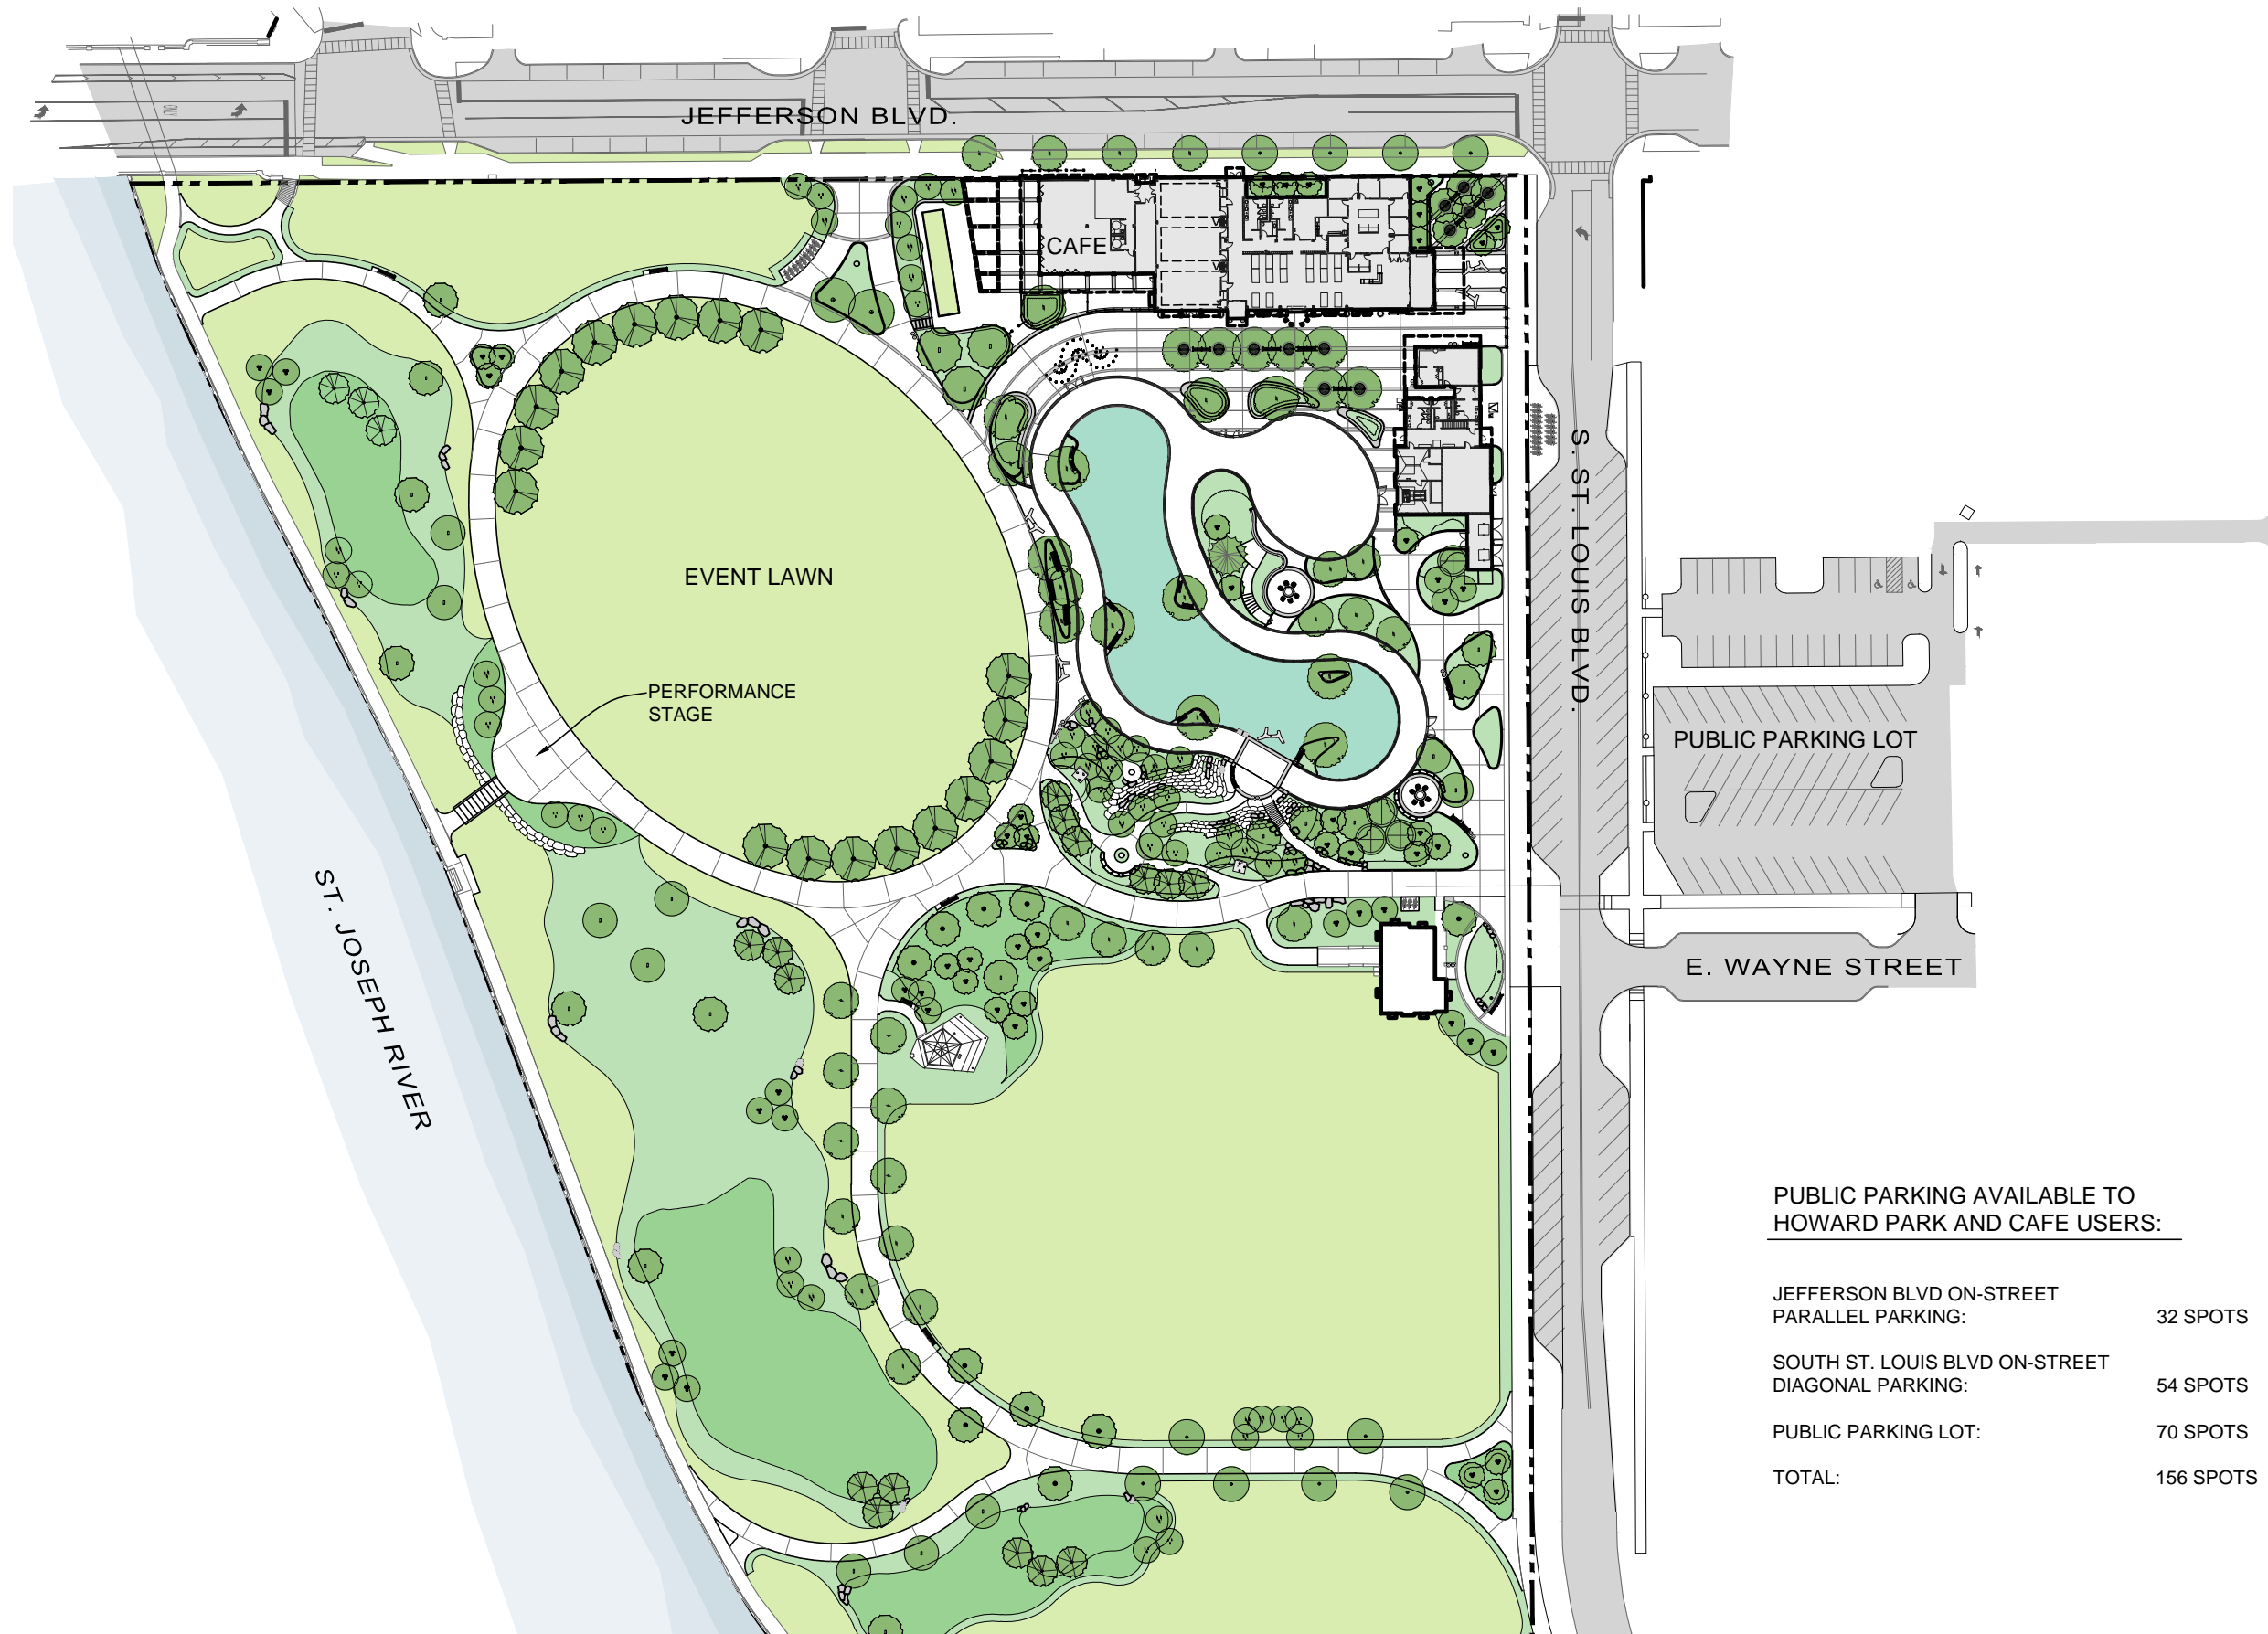 JEFFERSON BLVD.
CAFE
S. ST. LOUIS BLVD.
EVENT LAWN
PERFORMANCE
STAGE
PUBLIC PARKING LOT
ST. JOSEPH RIVER
E. WAYNE STREET
PUBLIC PARKING AVAILABLE TO
HOWARD PARK AND CAFE USERS:
JEFFERSON BLVD ON-STREET
PARALLEL PARKING: 32 SPOTS
SOUTH ST. LOUIS BLVD ON-STREET
DIAGONAL PARKING: 54 SPOTS
PUBLIC PARKING LOT: 70 SPOTS
TOTAL: 156 SPOTS